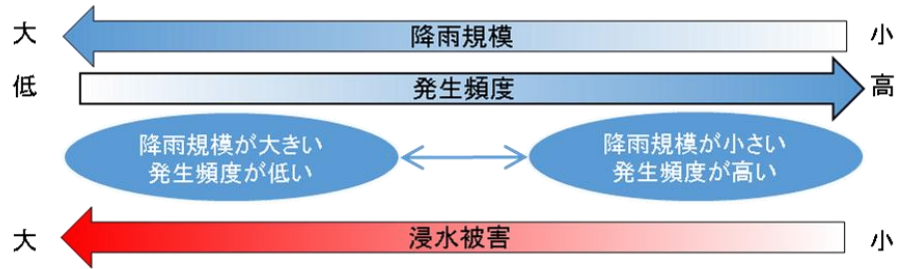 大 降雨規模 小
低 発生頻度 高
降雨規模が大きい
発生頻度が低い
降雨規模が小さい
発生頻度が高い
大 浸水被害 小